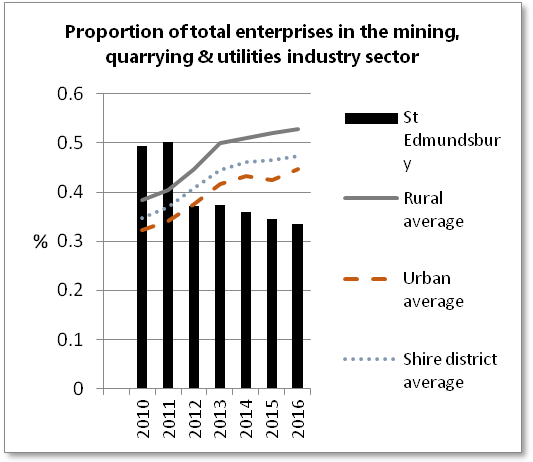 Proportion of total enterprises in the mining,
quarrying & utilities industry sector
0.6
0.5
0.4
0.3
0.2
0.1
0
%
2010
2011
2012
2013
2014
2015
2016
St
Edmundsbur
y
Rural
average
Urban
average
Shire district
average